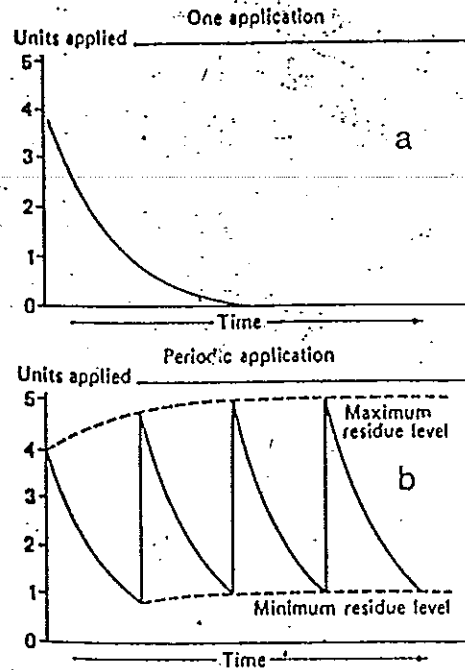 One application
Units applied
5
4
3
2
1
0
a
Time
Periodic application
Units applied
5
4
3
2
1
0
Maximum
residue level
b
Minimum residue level
Time